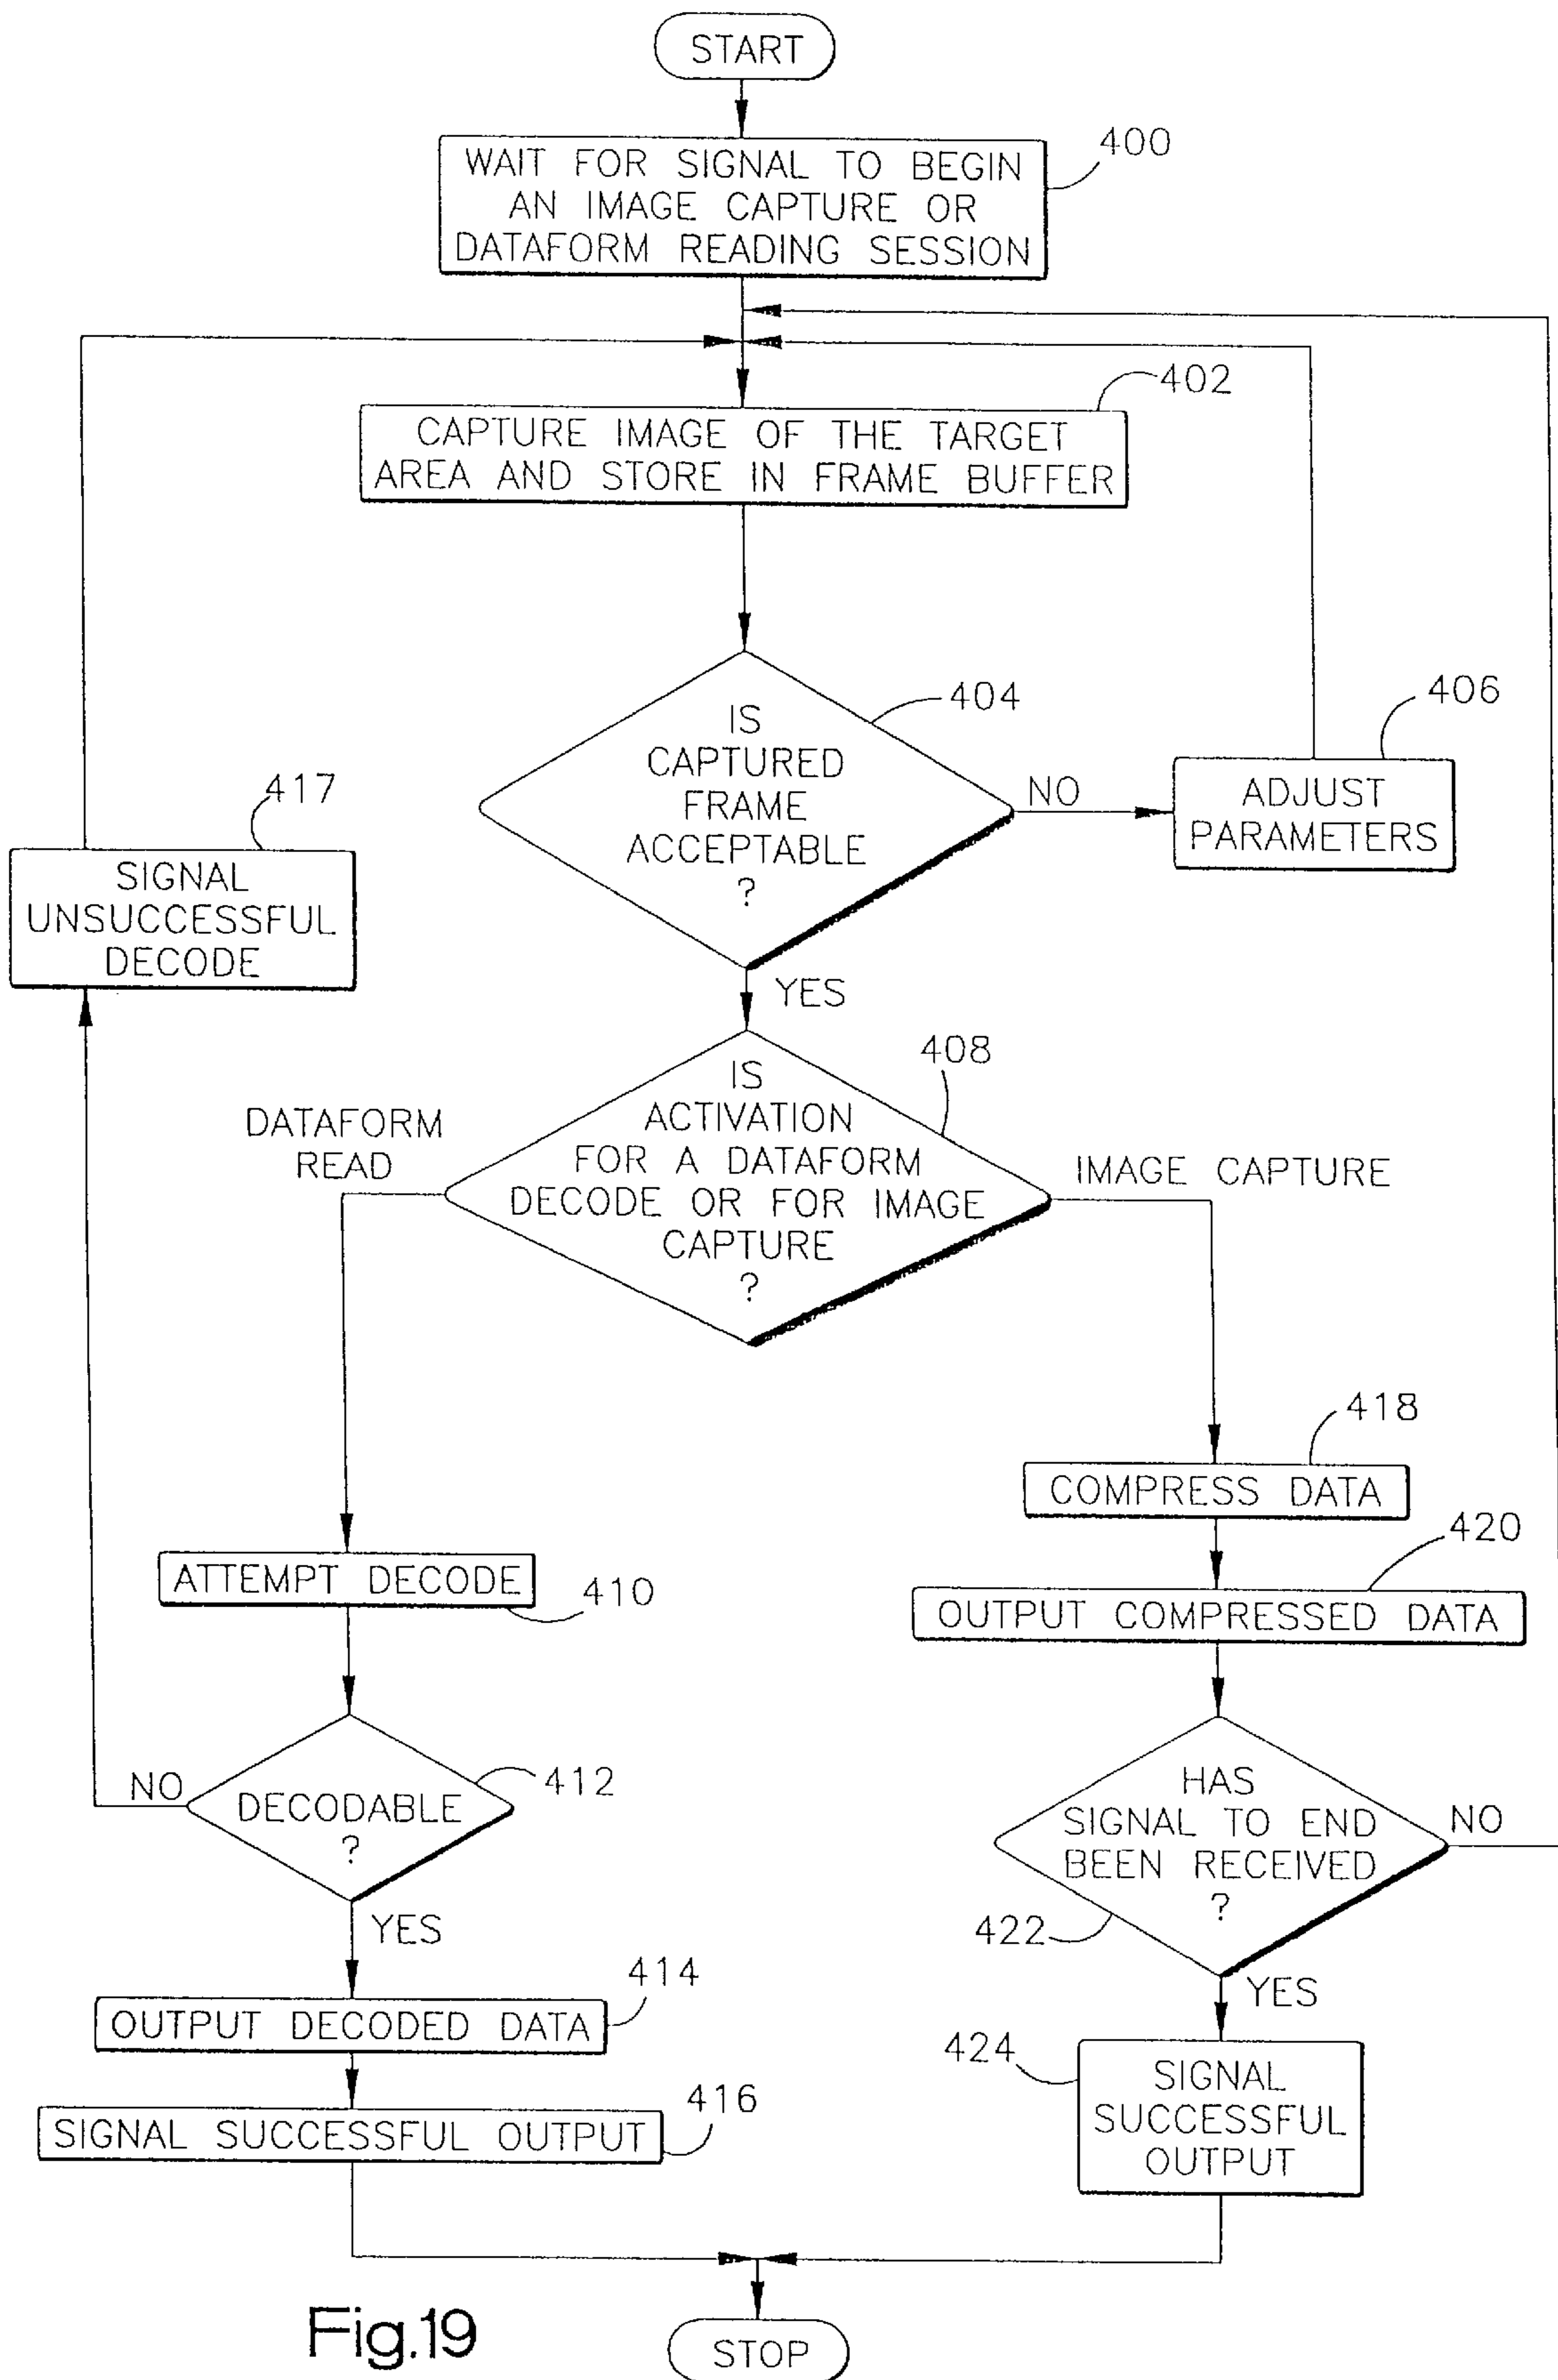 START
400
WAIT FOR SIGNAL TO BEGIN
AN IMAGE CAPTURE OR
DATAFORM READING SESSION
402
CAPTURE IMAGE OF THE TARGET
AREA AND STORE IN FRAME BUFFER
404
IS
CAPTURED
FRAME
ACCEPTABLE
?
NO
406
ADJUST
PARAMETERS
417
SIGNAL
UNSUCCESSFUL
DECODE
YES
408
IS
ACTIVATION
FOR A DATAFORM
DECODE OR FOR IMAGE
CAPTURE
?
DATAFORM
READ
IMAGE CAPTURE
418
COMPRESS DATA
420
OUTPUT COMPRESSED DATA
ATTEMPT DECODE
410
NO
DECODABLE
?
412
HAS
SIGNAL TO END
BEEN RECEIVED
?
NO
422
YES
414
OUTPUT DECODED DATA
416
SIGNAL SUCCESSFUL OUTPUT
YES
424
SIGNAL
SUCCESSFUL
OUTPUT
STOP
Fig.19